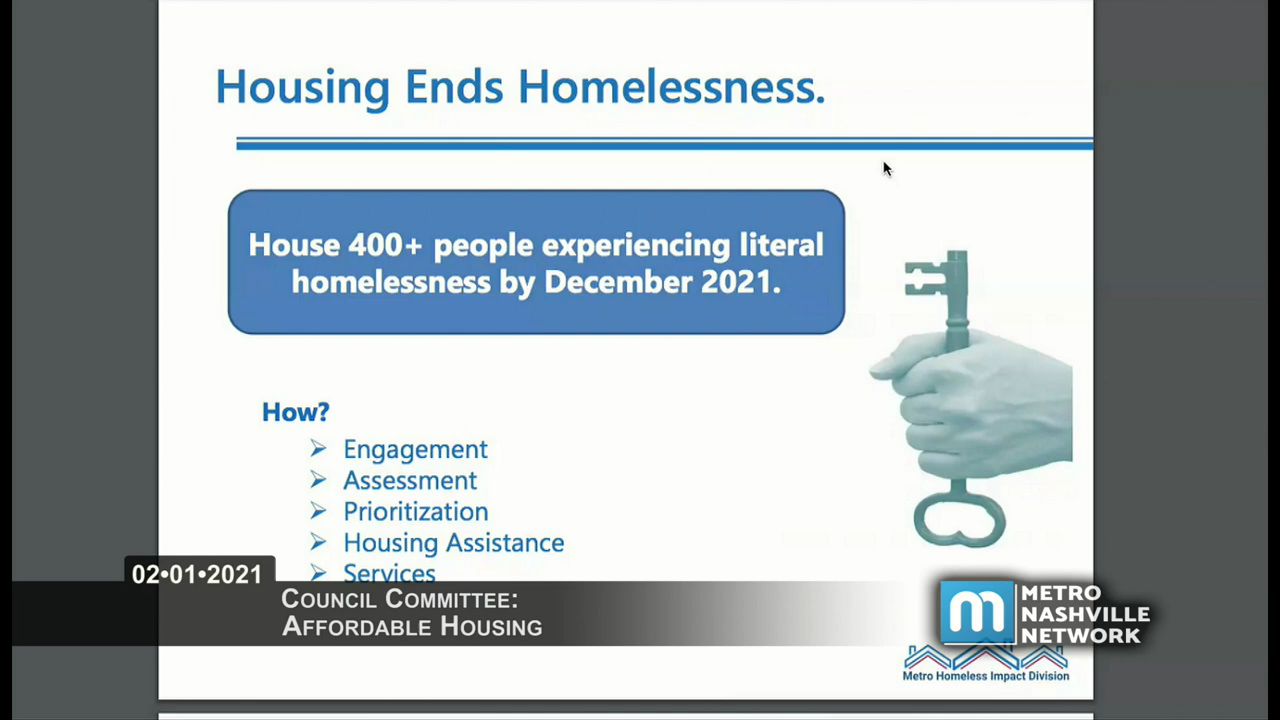 Housing Ends Homelessness.
House 400+ people experiencing literal
homelessness by December 2021.
How?
Engagement
Assessment
Prioritization
Housing Assistance
Services
02•01•2021
COUNCIL COMMITTEE:
AFFORDABLE HOUSING
m
METRO
NASHVILLE
NETWORK
Metro Homeless Impact Division